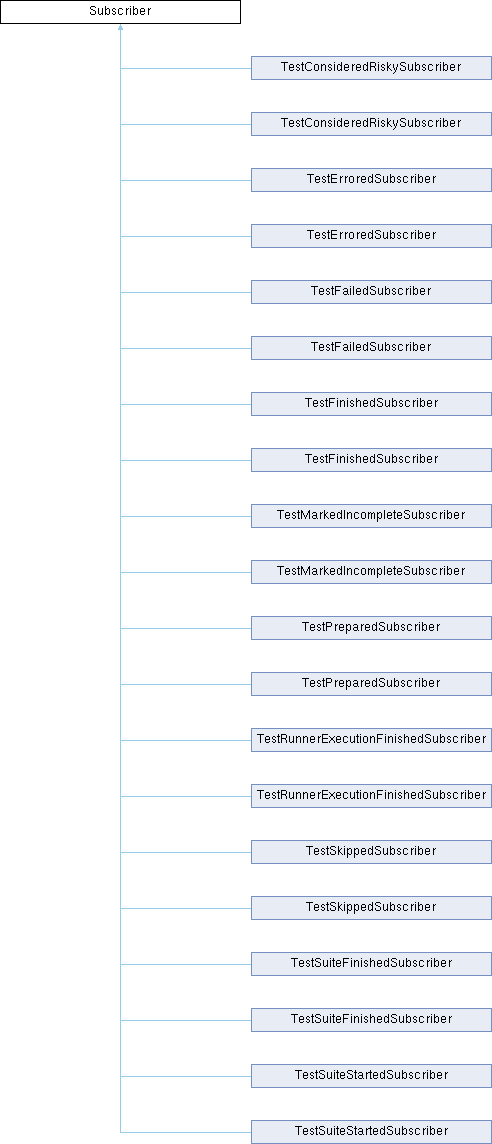 Subscriber
TestConsideredRiskySubscriber
TestConsideredRiskySubscriber
TestErroredSubscriber
TestErroredSubscriber
TestFailedSubscriber
TestFailedSubscriber
TestFinishedSubscriber
TestFinishedSubscriber
TestMarkedIncompleteSubscriber
TestMarkedIncompleteSubscriber
TestPreparedSubscriber
TestPreparedSubscriber
TestRunnerExecutionFinishedSubscriber
TestRunnerExecutionFinishedSubscriber
TestSkippedSubscriber
TestSkippedSubscriber
TestSuiteFinishedSubscriber
TestSuiteFinishedSubscriber
TestSuiteStartedSubscriber
TestSuiteStartedSubscriber